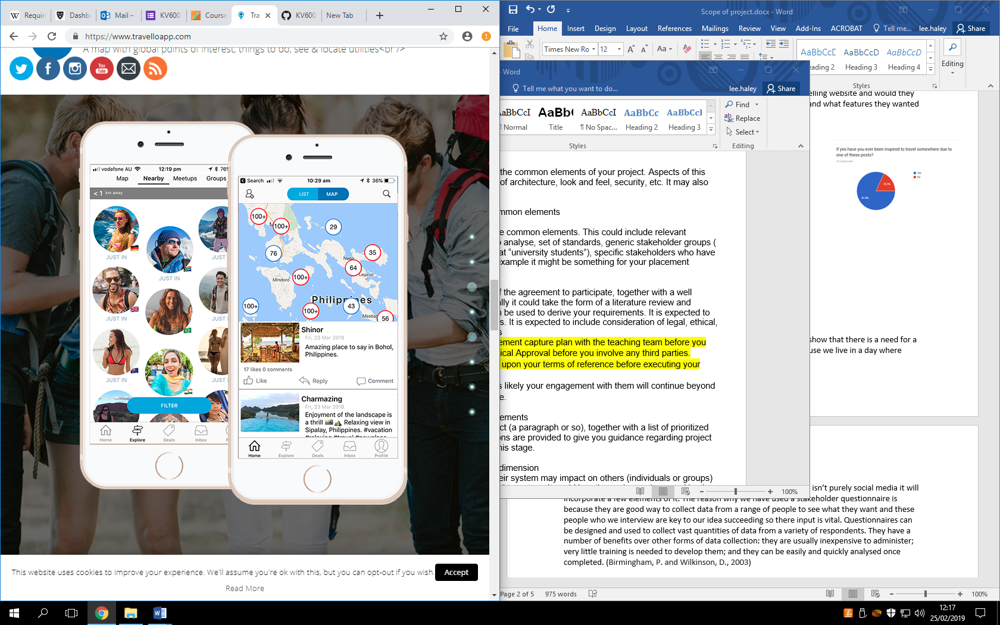 Requir
Dashb
Mail –
KV600
Course
Tra
KV600
New Tab
https://www.travelloapp.com
A map with global points of interest, things to do, see & locate utilities<br />
You
Tube
vodafone AU
12:19 pm
76%
Map
Nearby
Meetups
Groups
< 1 km away
JUST IN
JUST IN
JUST IN
JUST IN
JUST IN
JUST IN
JUST IN
JUST IN
FILTER
Home
Explore
Deals
Inbox
Search
10:29 am
36%
LIST
MAP
100+
100+
29
76
35
Naga
64
Legazpi
100+
Mindoro
Philippines
100+
100+
43
Masbat
56
Shinor
Fri, 23 Mar 2018
Amazing place to say in Bohol,
Philippines.
17 likes 0 comments
Like
Reply
Comment
Charmazing
Fri, 23 Mar 2018
Enjoyment of the landscape is
a thrill
Relaxing view in
Sipalay, Philippines. #vacation
#relaxing #travel #newplace
Home
Explore
Deals
Inbox
Profile
This website uses cookies to improve your experience. We'll assume you're ok with this, but you can opt-out if you wish.
Accept
Read More
Scope of project.docx - Word
File
Home
Insert
Design
Layout
References
Mailings
Review
View
Add-Ins
ACROBAT
Tell me...
lee.haley
Share
Times New Ro
12
Aa
AaBbCcD
AaBbCcD
AaBbCcD
eading 2
Heading 3
Heading 4
Styles
Editing
- Word
Tell me what you want to do...
lee.haley
Share
AaBbCcI
AaBb(
AaBbCcI
AaBbCc
AaBbCcI
¶ Normal
Title
¶ No Spac...
Heading 2
Heading 3
Styles
Find
Replace
Select
Editing
the common elements of your project. Aspects of this
of architecture, look and feel, security, etc. It may also
mmon elements
e common elements. This could include relevant
o analyse, set of standards, generic stakeholder groups (
at “university students”), specific stakeholders who have
example it might be something for your placement
f the agreement to participate, together with a well
ally it could take the form of a literature review and
n be used to derive your requirements. It is expected to
s. It is expected to include consideration of legal, ethical,
s
ement capture plan with the teaching team before you
ical Approval before you involve any third parties.
upon your terms of reference before executing your
s likely your engagement with them will continue beyond
e.
ements
ct (a paragraph or so), together with a list of prioritized
ons are provided to give you guidance regarding project
his stage.
dimension
eir system may impact on others (individuals or groups)
100%
elling website and would they
and what features they wanted
If yes have you ever been inspired to travel somewhere due to
one of these posts?
33 responses
Yes
No
81.8%
18.2%
show that there is a need for a
use we live in a day where
isn’t purely social media it will
incorporate a few elements of it. The reason why we have used a stakeholder questionnaire is
because they are good way to collect data from a range of people to see what they want and these
people who we interview are key to our idea succeeding so there input is vital. Questionnaires can
be designed and used to collect vast quantities of data from a variety of respondents. They have a
number of benefits over other forms of data collection: they are usually inexpensive to administer;
very little training is needed to develop them; and they can be easily and quickly analysed once
completed. (Birmingham, P. and Wilkinson, D., 2003)
Page 2 of 5
975 words
100%
12:17
25/02/2019